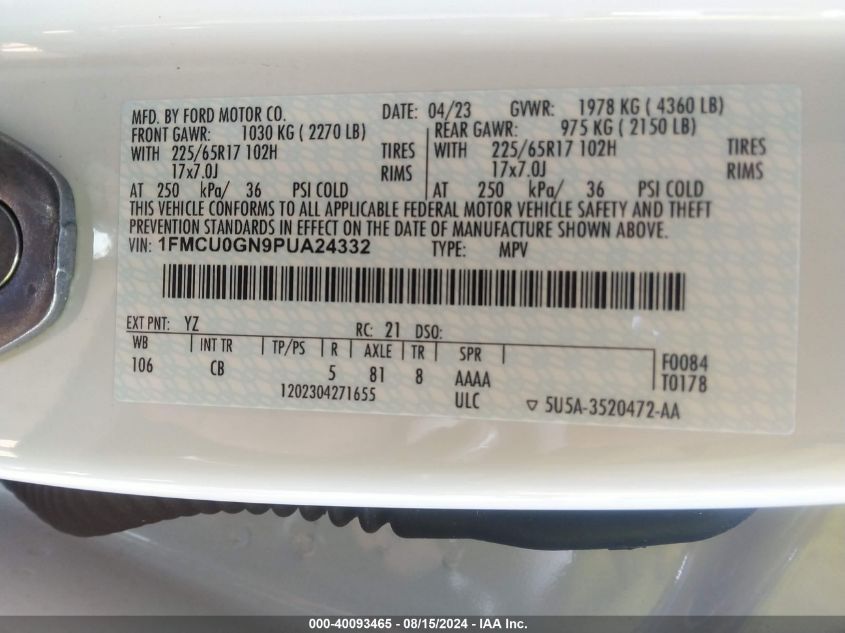 MFD. BY FORD MOTOR CO. DATE: 04/23 GVWR: 1978 KG ( 4360 LB)
FRONT GAWR: 1030 KG ( 2270 LB) REAR GAWR: 975 KG ( 2150 LB)
WITH 225/65R17 102H TIRES WITH 225/65R17 102H TIRES
17x7.0J RIMS 17x7.0J RIMS
AT 250 kPa/ 36 PSI COLD AT 250 kPa/ 36 PSI COLD
THIS VEHICLE CONFORMS TO ALL APPLICABLE FEDERAL MOTOR VEHICLE SAFETY AND THEFT
PREVENTION STANDARDS IN EFFECT ON THE DATE OF MANUFACTURE SHOWN ABOVE.
VIN: 1FMCU0GN9PUA24332 TYPE: MPV
EXT PNT: YZ RC: 21 DSO:
WB INT TR TP/PS R AXLE TR SPR F0084
106 CB 5 81 8 AAAA T0178
1202304271655 ULC ▽ 5U5A-3520472-AA
000-40093465 - 08/15/2024 - IAA Inc.